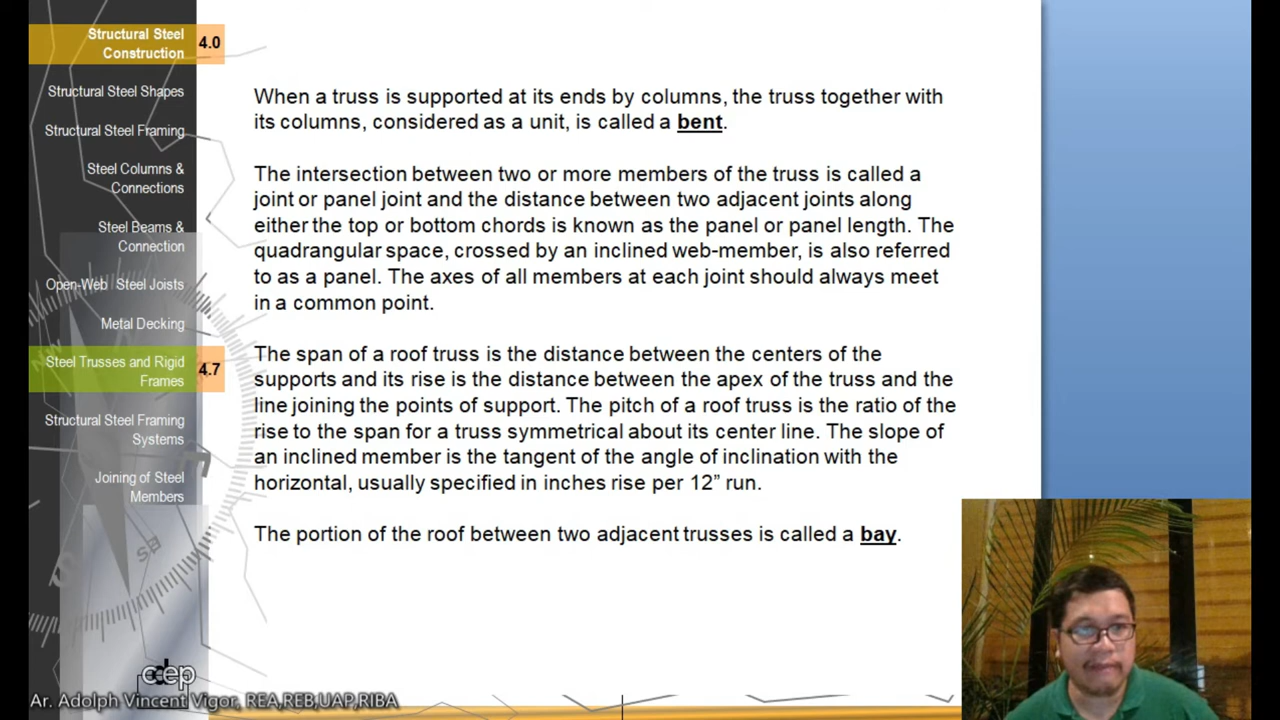 Structural Steel
Construction
4.0
Structural Steel Shapes
Structural Steel Framing
Steel Columns &
Connections
Steel Beams &
Connection
Open-Web Steel Joists
Metal Decking
Steel Trusses and Rigid
Frames
4.7
Structural Steel Framing
Systems
Joining of Steel
Members
When a truss is supported at its ends by columns, the truss together with
its columns, considered as a unit, is called a bent.
The intersection between two or more members of the truss is called a
joint or panel joint and the distance between two adjacent joints along
either the top or bottom chords is known as the panel or panel length. The
quadrangular space, crossed by an inclined web-member, is also referred
to as a panel. The axes of all members at each joint should always meet
in a common point.
The span of a roof truss is the distance between the centers of the
supports and its rise is the distance between the apex of the truss and the
line joining the points of support. The pitch of a roof truss is the ratio of the
rise to the span for a truss symmetrical about its center line. The slope of
an inclined member is the tangent of the angle of inclination with the
horizontal, usually specified in inches rise per 12” run.
The portion of the roof between two adjacent trusses is called a bay.
cdep
Ar. Adolph Vincent Vigor, REA,REB,UAP,RIBA